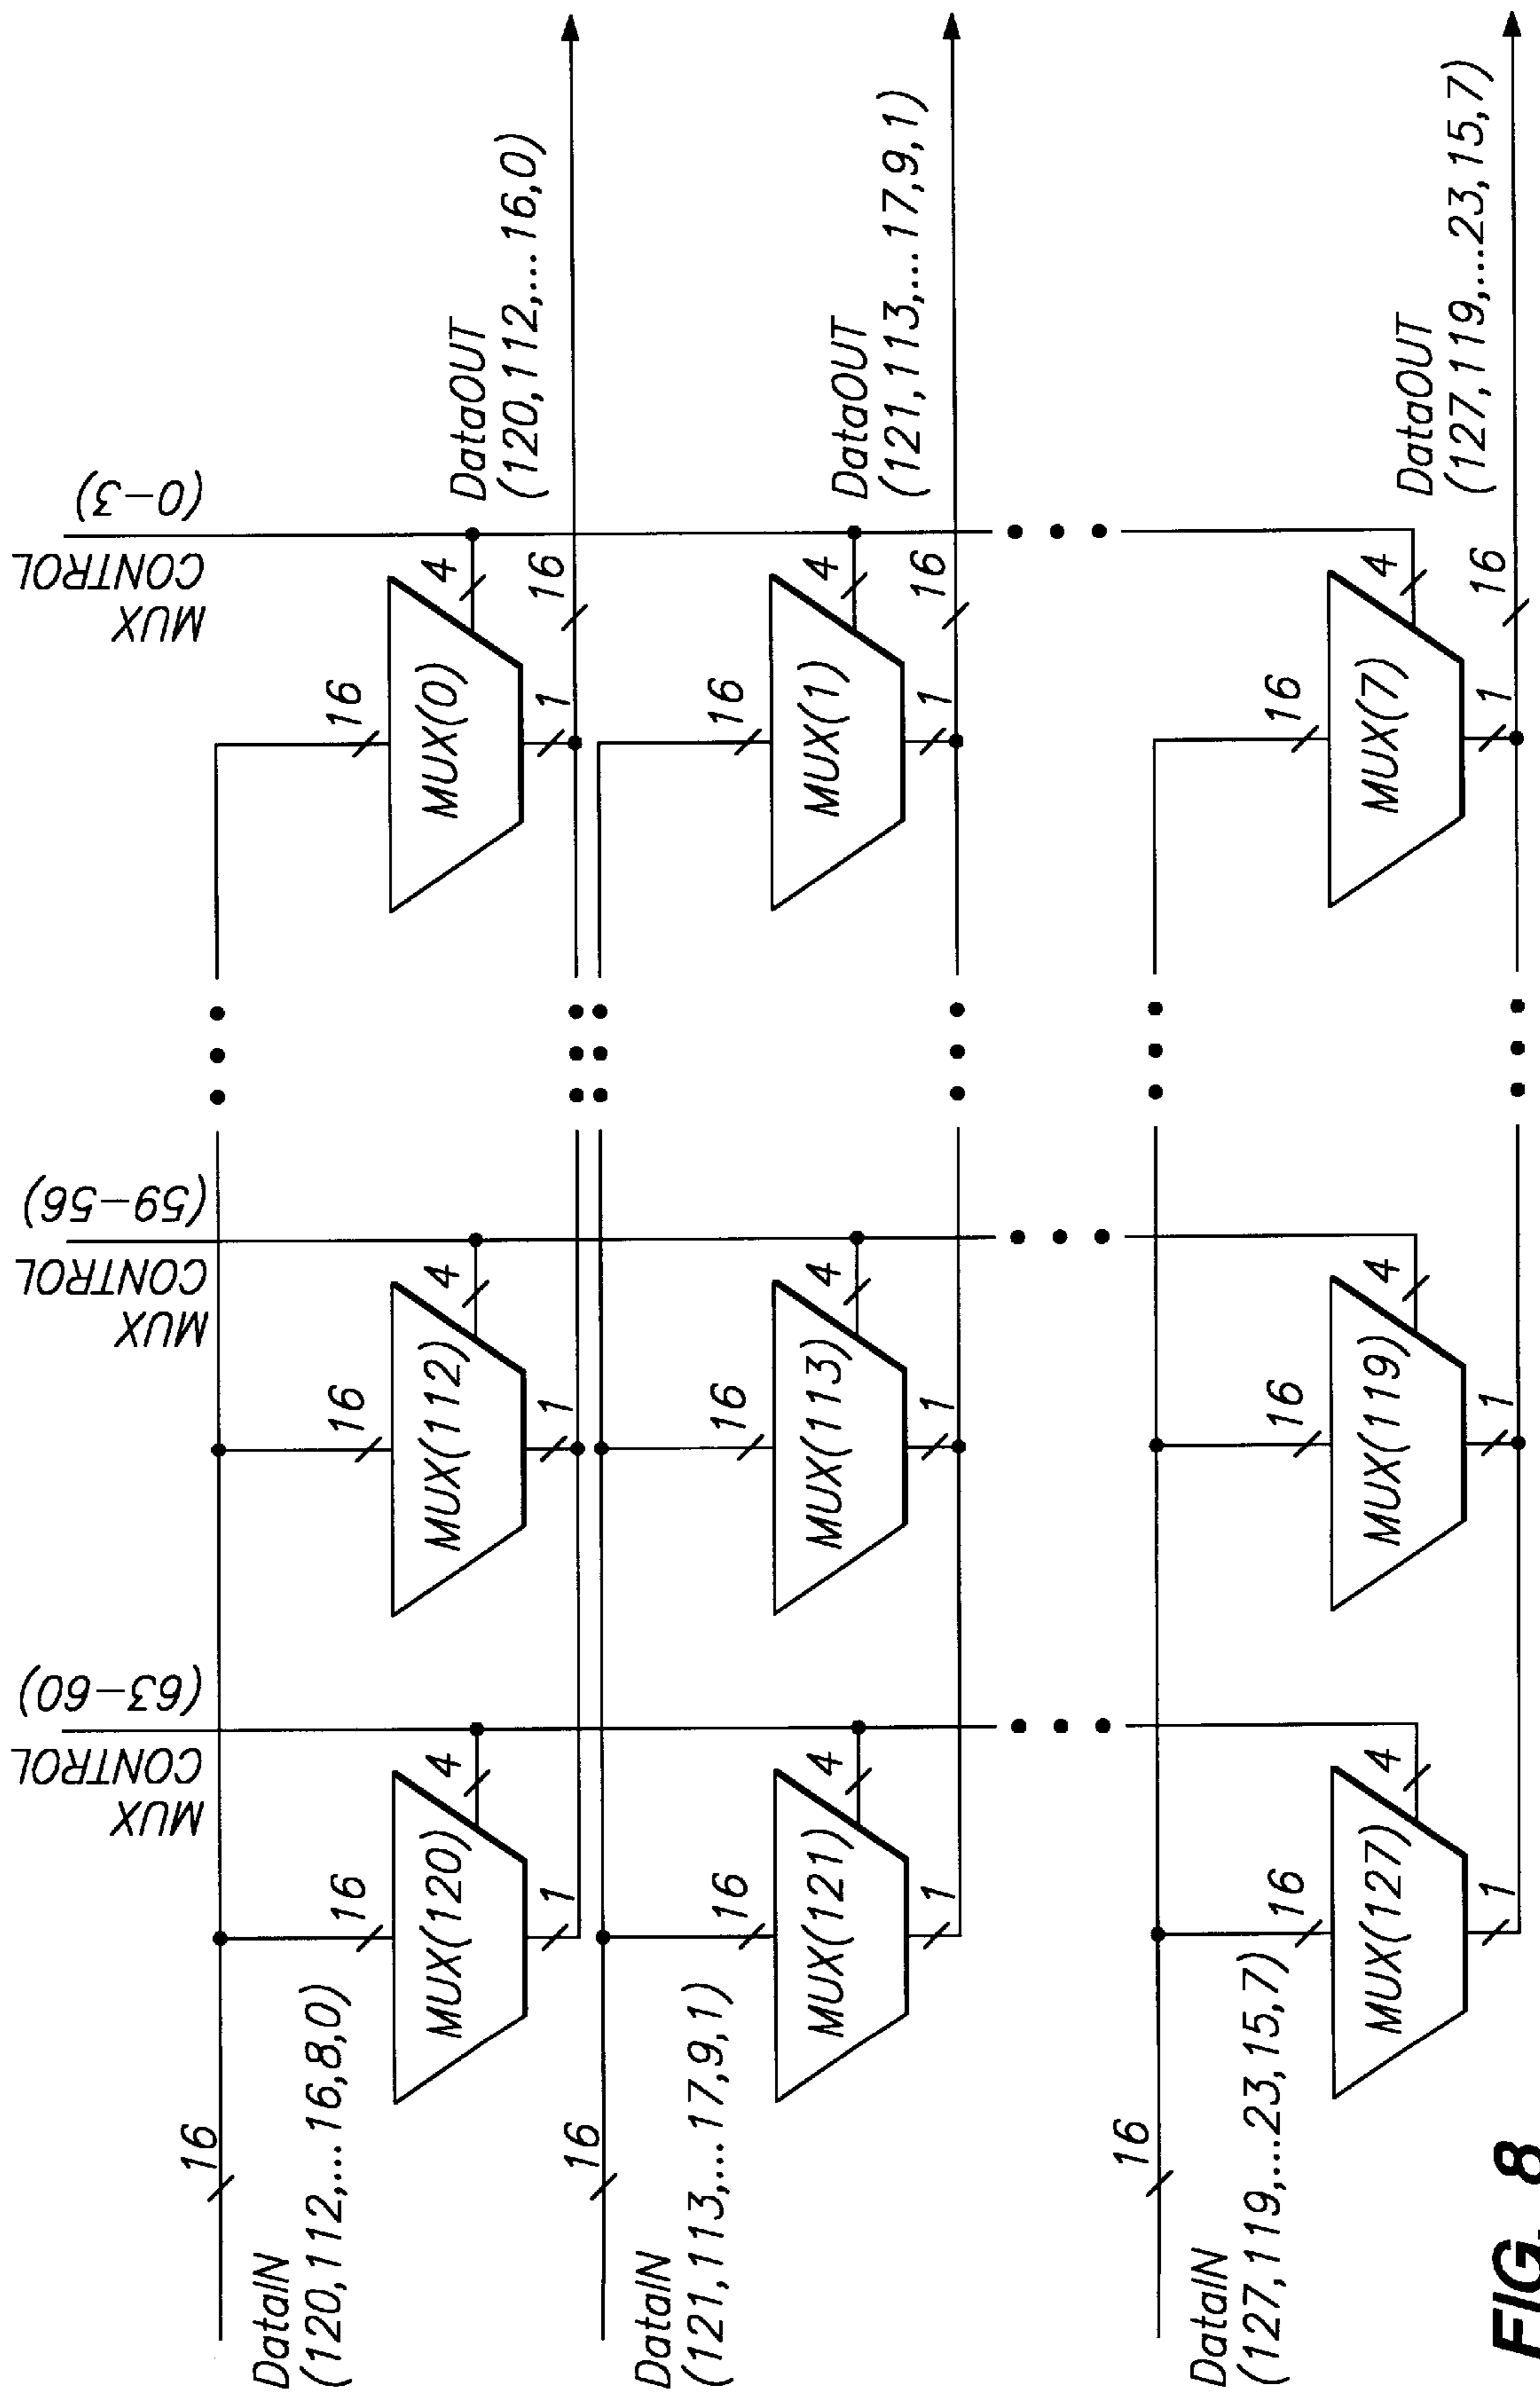 MUX
CONTROL
(63-60)
MUX
CONTROL
(59-56)
MUX
CONTROL
(0-3)
16
DataIN
(120,112,...16,8,0)
16
MUX(120)
4
1
16
MUX(112)
4
1
16
MUX(0)
4
1
16
DataOUT
(120,112,...16,0)
16
DataIN
(121,113,...17,9,1)
16
MUX(121)
4
1
16
MUX(113)
4
1
16
MUX(1)
4
1
16
DataOUT
(121,113,...17,9,1)
16
DataIN
(127,119,...23,15,7)
16
MUX(127)
4
1
16
MUX(119)
4
1
16
MUX(7)
4
1
16
DataOUT
(127,119,...23,15,7)
FIG. 8